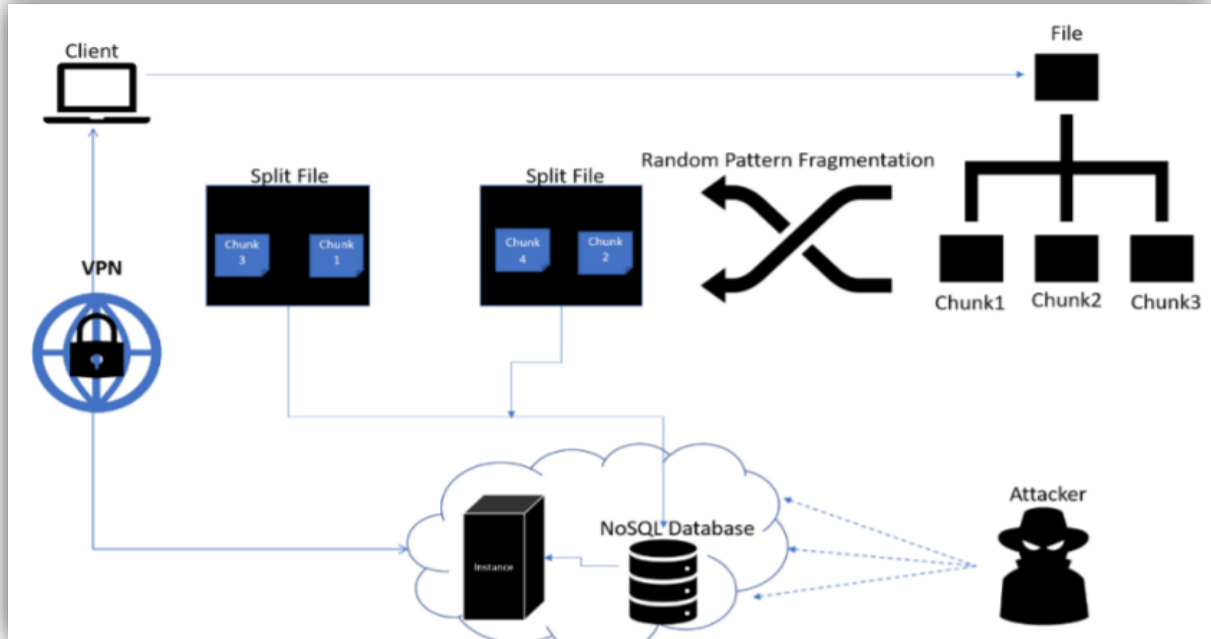 Client
File
Random Pattern Fragmentation
Split File
Split File
Chunk
3
Chunk
1
Chunk
4
Chunk
2
VPN
Chunk1
Chunk2
Chunk3
Attacker
NoSQL Database
Instance